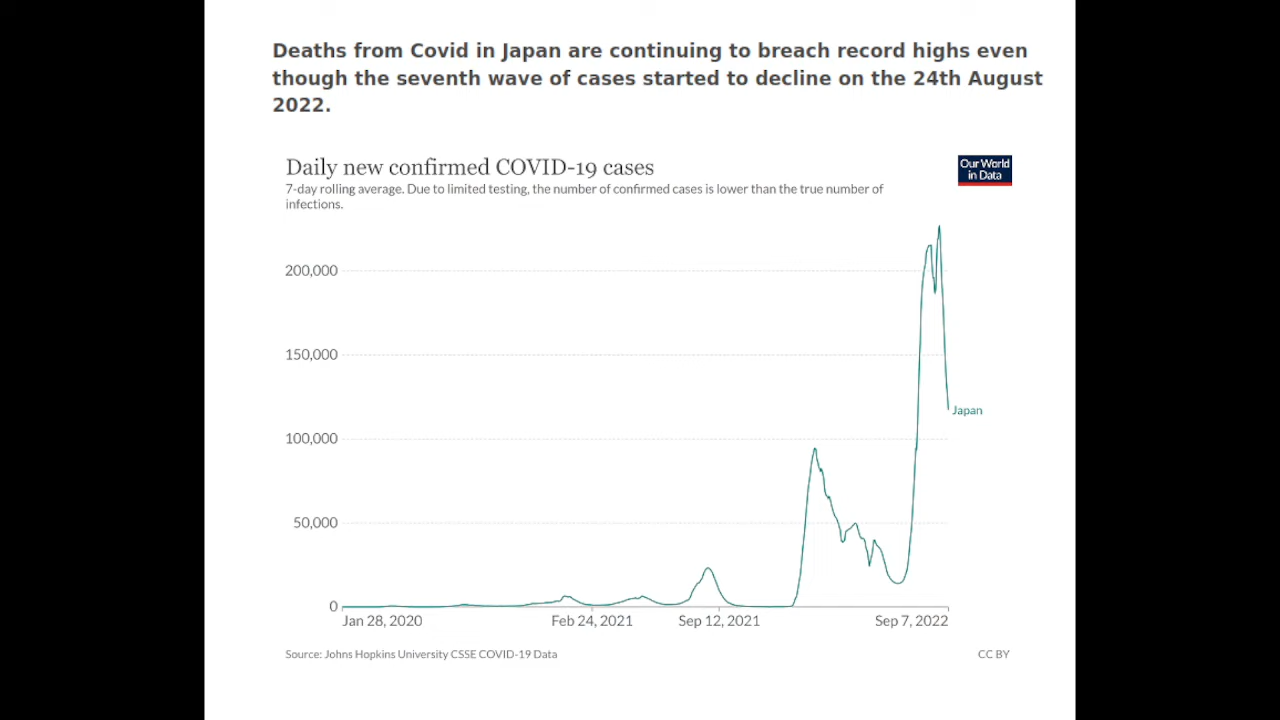 Deaths from Covid in Japan are continuing to breach record highs even
though the seventh wave of cases started to decline on the 24th August
2022.
Daily new confirmed COVID-19 cases
Our World
in Data
7-day rolling average. Due to limited testing, the number of confirmed cases is lower than the true number of
infections.
200,000
150,000
Japan
100,000
50,000
0
Jan 28, 2020
Feb 24, 2021
Sep 12, 2021
Sep 7, 2022
Source: Johns Hopkins University CSSE COVID-19 Data
CC BY